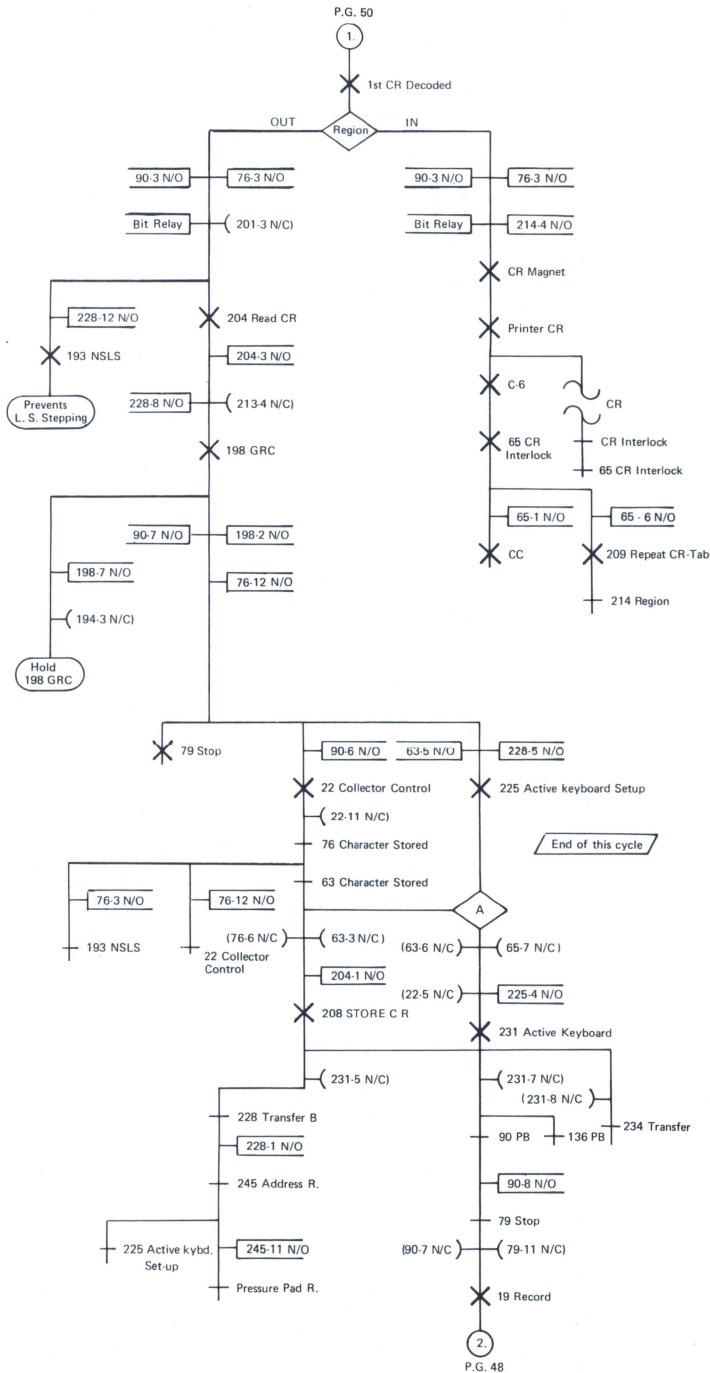 P.G. 50
1.
1st CR Decoded
OUT
Region
IN
90-3 N/O
76-3 N/O
90-3 N/O
76-3 N/O
Bit Relay
201-3 N/C
Bit Relay
214-4 N/O
CR Magnet
228-12 N/O
204 Read CR
Printer CR
193 NSLS
204-3 N/O
Prevents
L. S. Stepping
228-8 N/O
213-4 N/C
C-6
CR
65 CR
Interlock
CR Interlock
198 GRC
65 CR Interlock
90-7 N/O
198-2 N/O
65-1 N/O
65 - 6 N/O
198-7 N/O
76-12 N/O
CC
209 Repeat CR-Tab
194-3 N/C
214 Region
Hold
198 GRC
79 Stop
90-6 N/O
63-5 N/O
228-5 N/O
22 Collector Control
225 Active keyboard Setup
22-11 N/C
76 Character Stored
End of this cycle
63 Character Stored
76-3 N/O
76-12 N/O
A
193 NSLS
22 Collector
Control
76-6 N/C
63-3 N/C
63-6 N/C
65-7 N/C
204-1 N/O
22-5 N/C
225-4 N/O
208 STORE C R
231 Active Keyboard
231-5 N/C
231-7 N/C
231-8 N/C
228 Transfer B
90 PB
136 PB
234 Transfer
228-1 N/O
90-8 N/O
245 Address R.
79 Stop
225 Active kybd.
Set-up
245-11 N/O
90-7 N/C
79-11 N/C
Pressure Pad R.
19 Record
2.
P.G. 48